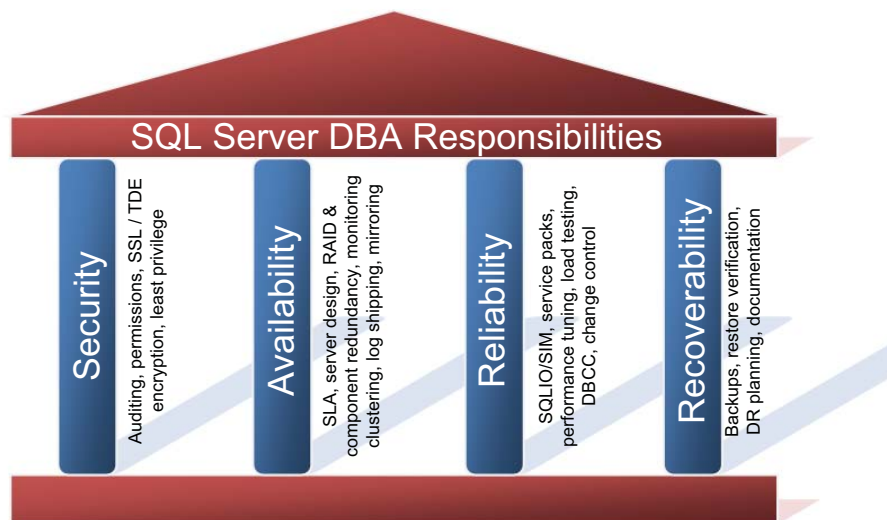 SQL Server DBA Responsibilities
Security
Auditing, permissions, SSL / TDE
encryption, least privilege
Availability
SLA, server design, RAID &
component redundancy, monitoring
clustering, log shipping, mirroring
Reliability
SQLIO/SIM, service packs,
performance tuning, load testing,
DBCC, change control
Recoverability
Backups, restore verification,
DR planning, documentation